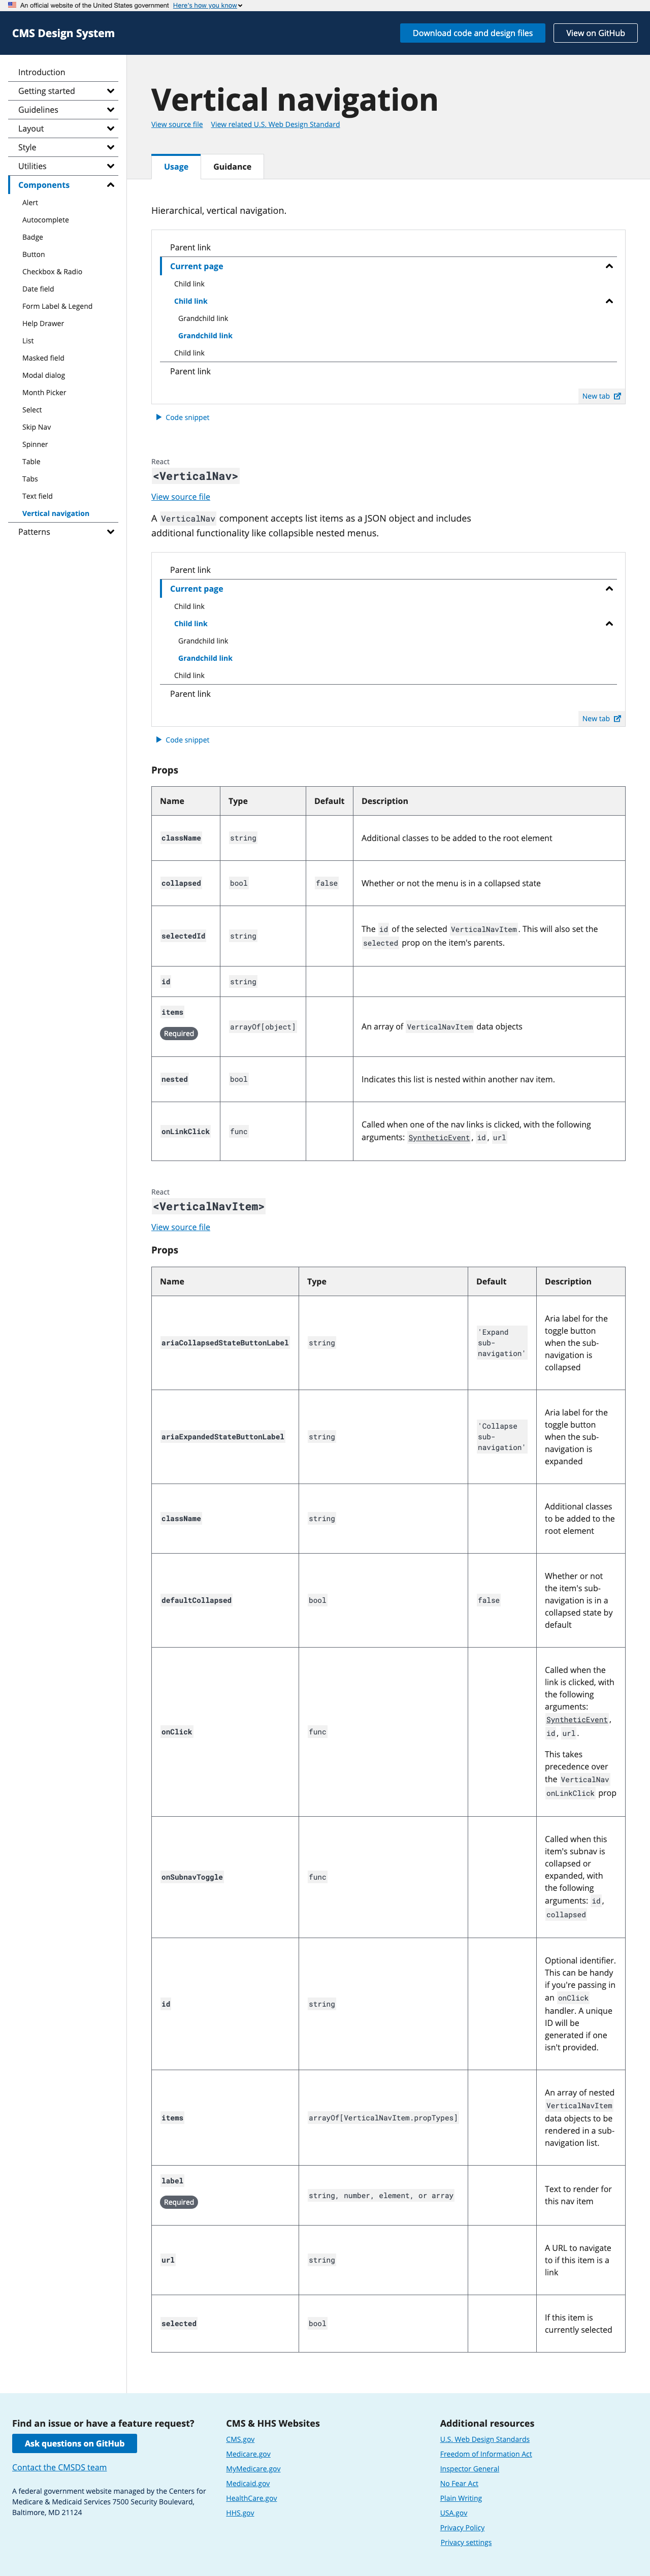 An official website of the United States government Here's how you know
CMS Design System
Download code and design files
View on GitHub
Introduction
Getting started
Guidelines
Layout
Style
Utilities
Components
Alert
Autocomplete
Badge
Button
Checkbox & Radio
Date field
Form Label & Legend
Help Drawer
List
Masked field
Modal dialog
Month Picker
Select
Skip Nav
Spinner
Table
Tabs
Text field
Vertical navigation
Patterns
Vertical navigation
View source file View related U.S. Web Design Standard
Usage Guidance
Hierarchical, vertical navigation.
Parent link
Current page
Child link
Child link
Grandchild link
Grandchild link
Child link
Parent link
New tab
Code snippet
React
<VerticalNav>
View source file
A VerticalNav component accepts list items as a JSON object and includes
additional functionality like collapsible nested menus.
Parent link
Current page
Child link
Child link
Grandchild link
Grandchild link
Child link
Parent link
New tab
Code snippet
Props
Name Type Default Description
className string Additional classes to be added to the root element
collapsed bool false Whether or not the menu is in a collapsed state
selectedId string
The id of the selected VerticalNavItem. This will also set the
selected prop on the item's parents.
id string
items
Required
arrayOf[object] An array of VerticalNavItem data objects
nested bool Indicates this list is nested within another nav item.
onLinkClick func
Called when one of the nav links is clicked, with the following
arguments: SyntheticEvent, id, url
React
<VerticalNavItem>
View source file
Props
Name Type Default Description
ariaCollapsedStateButtonLabel string
'Expand
sub-
navigation'
Aria label for the
toggle button
when the sub-
navigation is
collapsed
ariaExpandedStateButtonLabel string
'Collapse
sub-
navigation'
Aria label for the
toggle button
when the sub-
navigation is
expanded
className string
Additional classes
to be added to the
root element
defaultCollapsed bool false
Whether or not
the item's sub-
navigation is in a
collapsed state by
default
onClick func
Called when the
link is clicked, with
the following
arguments:
SyntheticEvent,
id, url.
This takes
precedence over
the VerticalNav
onLinkClick prop
onSubnavToggle func
Called when this
item's subnav is
collapsed or
expanded, with
the following
arguments: id,
collapsed
id string
Optional identifier.
This can be handy
if you're passing in
an onClick
handler. A unique
ID will be
generated if one
isn't provided.
items arrayOf[VerticalNavItem.propTypes]
An array of nested
VerticalNavItem
data objects to be
rendered in a sub-
navigation list.
label
Required
string, number, element, or array
Text to render for
this nav item
url string
A URL to navigate
to if this item is a
link
selected bool
If this item is
currently selected
Find an issue or have a feature request?
Ask questions on GitHub
Contact the CMSDS team
A federal government website managed by the Centers for
Medicare & Medicaid Services 7500 Security Boulevard,
Baltimore, MD 21124
CMS & HHS Websites
CMS.gov
Medicare.gov
MyMedicare.gov
Medicaid.gov
HealthCare.gov
HHS.gov
Additional resources
U.S. Web Design Standards
Freedom of Information Act
Inspector General
No Fear Act
Plain Writing
USA.gov
Privacy Policy
Privacy settings